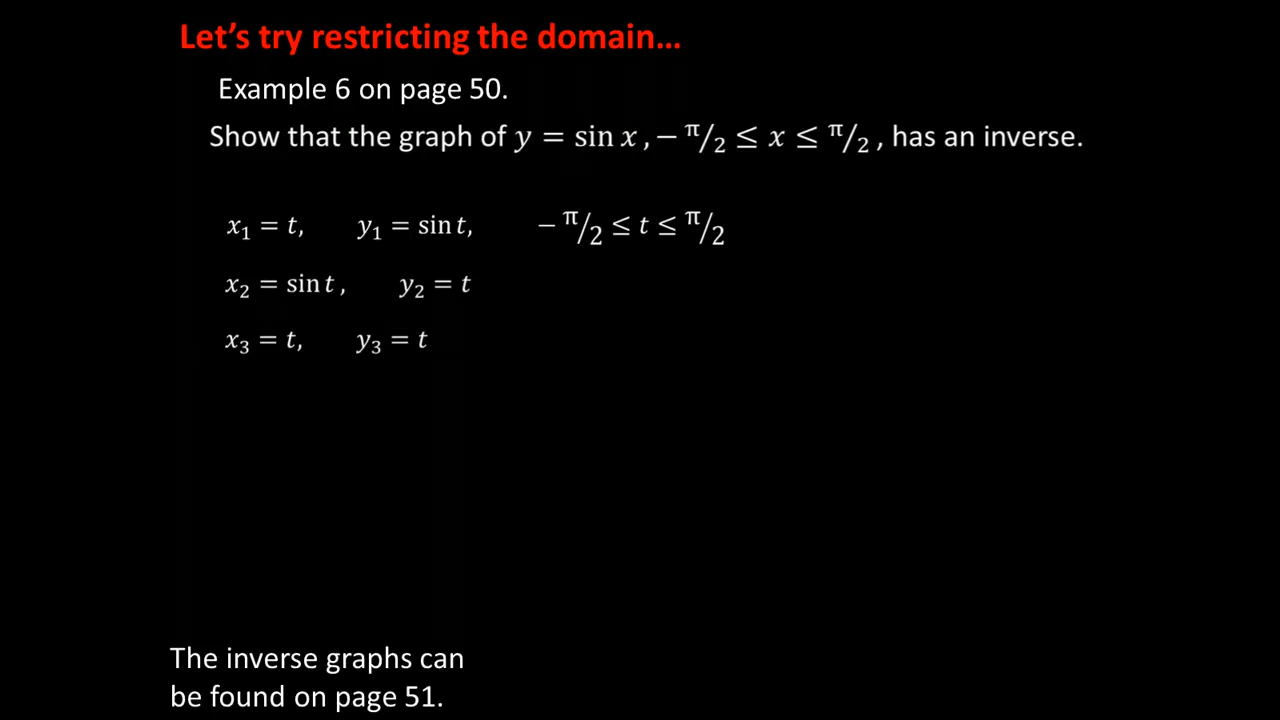 Let's try restricting the domain…
Example 6 on page 50.
Show that the graph of y = sin x , − π/2 ≤ x ≤ π/2 , has an inverse.
x₁ = t, y₁ = sin t, − π/2 ≤ t ≤ π/2
x₂ = sin t , y₂ = t
x₃ = t, y₃ = t
The inverse graphs can
be found on page 51.